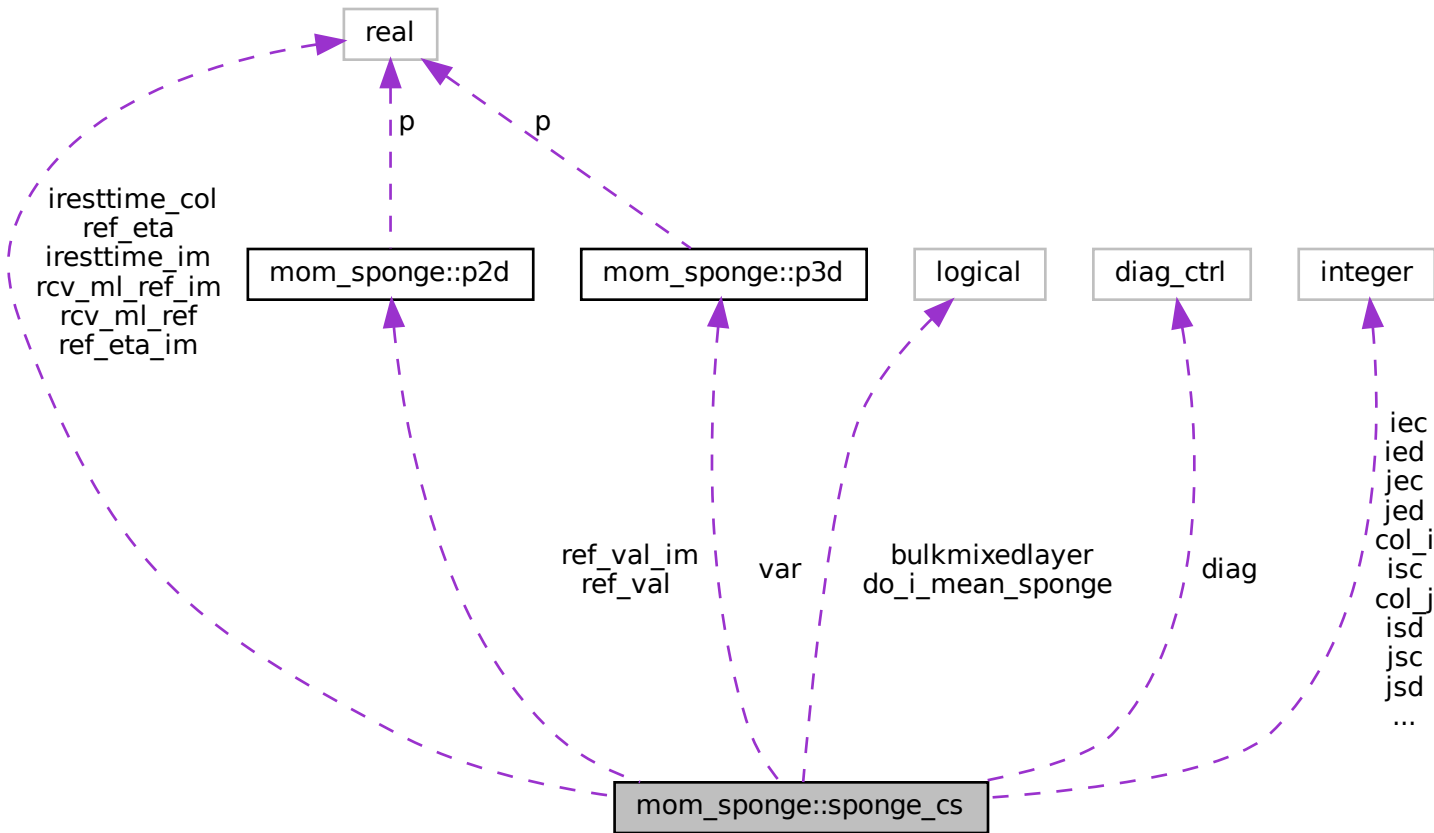 real
p
p
iresttime_col
ref_eta
iresttime_im
rcv_ml_ref_im
rcv_ml_ref
ref_eta_im
mom_sponge::p2d
mom_sponge::p3d
logical
diag_ctrl
integer
iec
ied
jec
jed
col_i
isc
col_j
isd
jsc
jsd
...
ref_val_im
ref_val
var
bulkmixedlayer
do_i_mean_sponge
diag
mom_sponge::sponge_cs